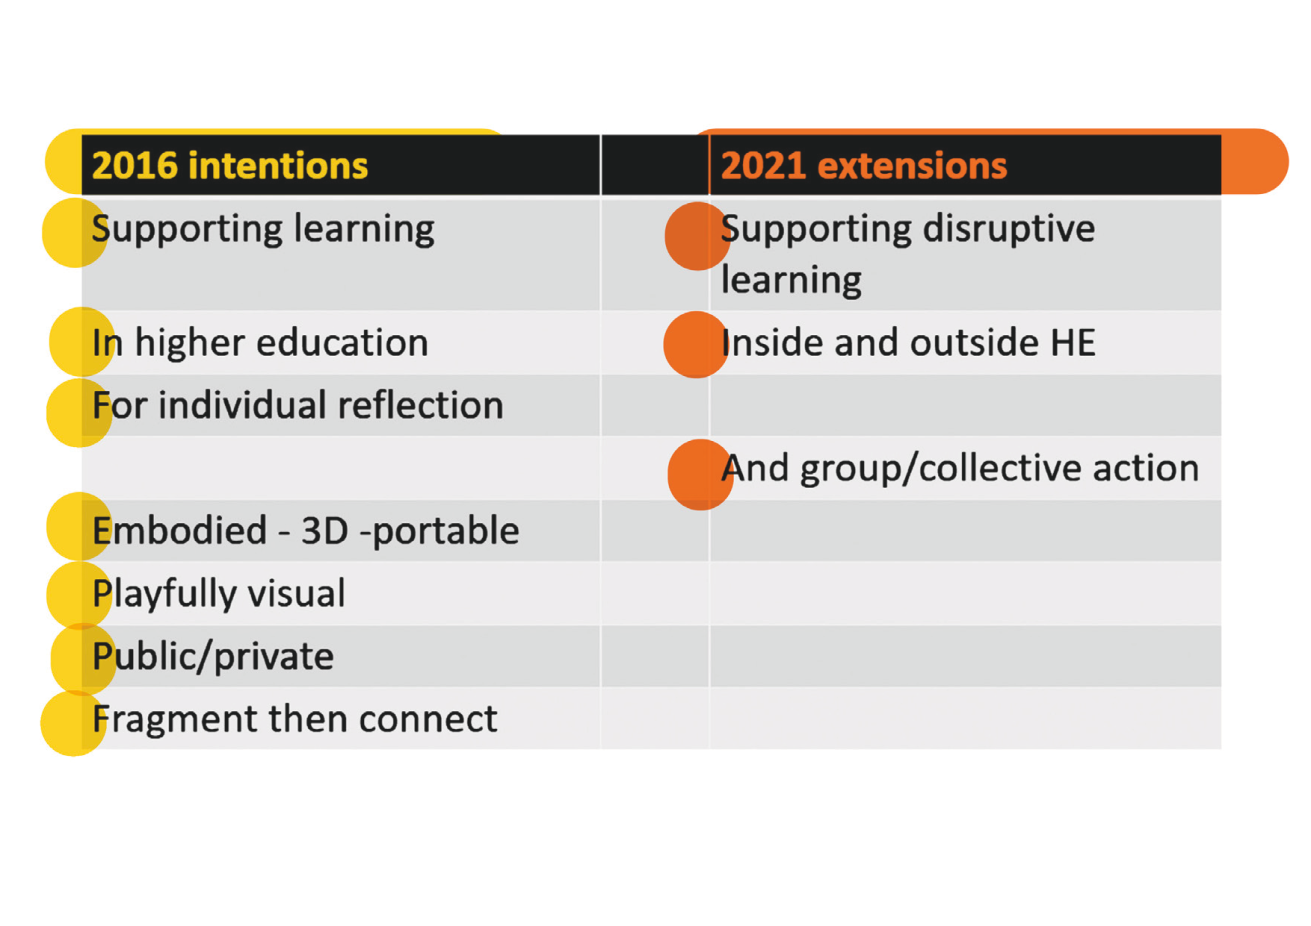 2016 intentions
2021 extensions
Supporting learning
Supporting disruptive
learning
In higher education
Inside and outside HE
For individual reflection
And group/collective action
Embodied - 3D -portable
Playfully visual
Public/private
Fragment then connect